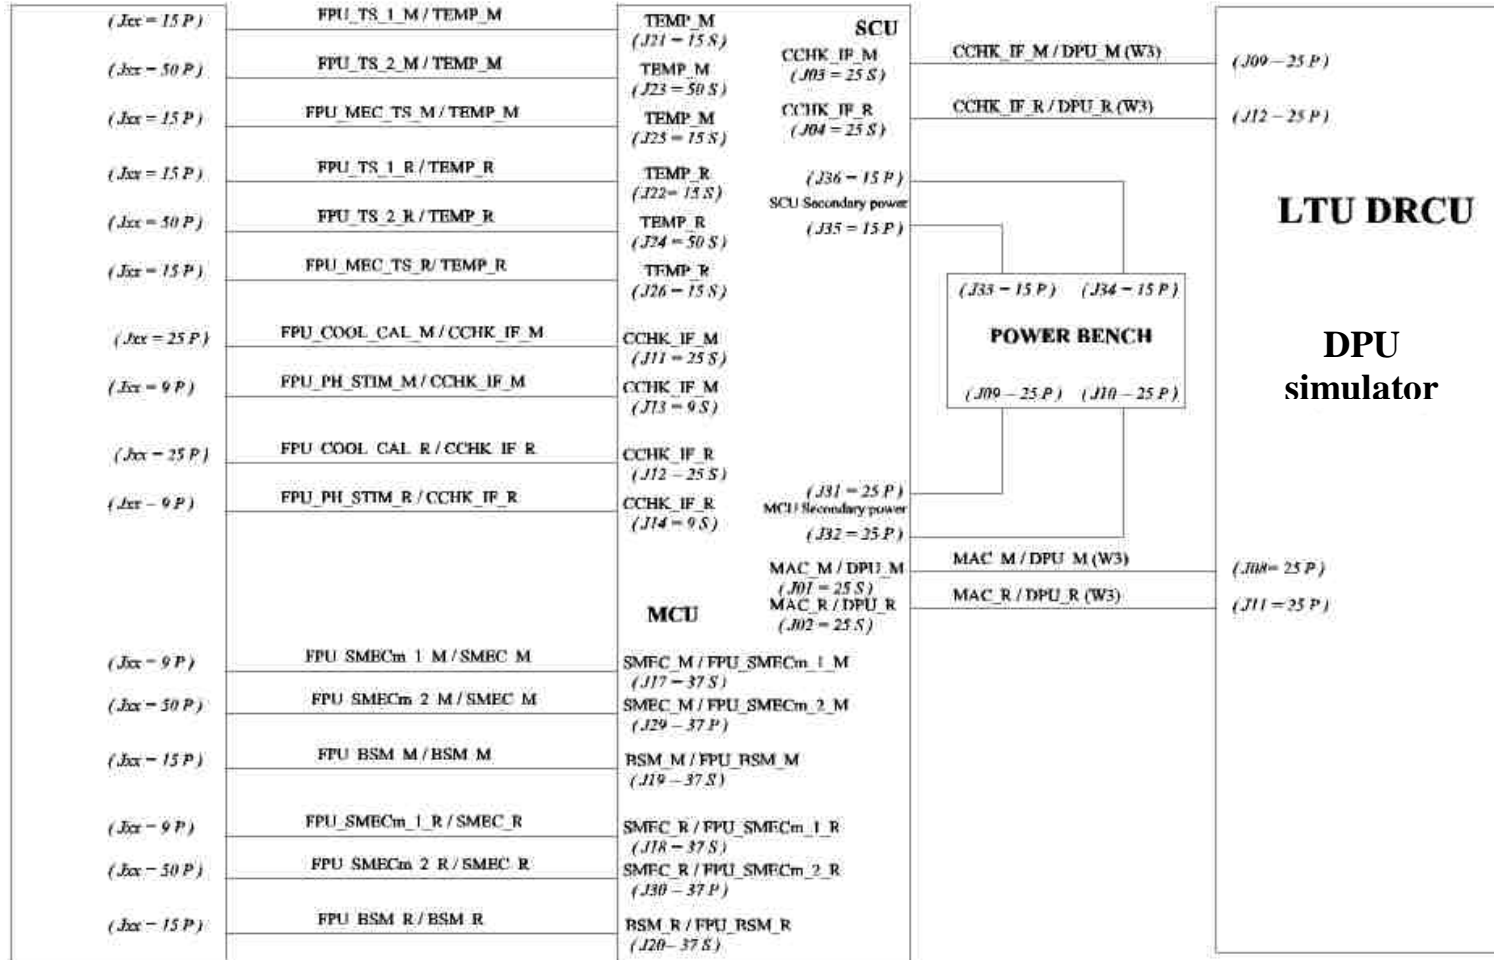 (Jxx = 15 P)
FPU_TS_1_M / TEMP_M
TEMP_M
(J21 = 15 S)
(Jxx = 50 P)
FPU_TS_2_M / TEMP_M
TEMP_M
(J23 = 50 S)
(Jxx = 15 P)
FPU_MEC_TS_M / TEMP_M
TEMP_M
(J25 = 15 S)
(Jxx = 15 P)
FPU_TS_1_R / TEMP_R
TEMP_R
(J22= 15 S)
(Jxx = 50 P)
FPU_TS_2_R / TEMP_R
TEMP_R
(J24 = 50 S)
(Jxx = 15 P)
FPU_MEC_TS_R/ TEMP_R
TEMP_R
(J26 = 15 S)
(Jxx = 25 P)
FPU_COOL_CAL_M / CCHK_IF_M
CCHK_IF_M
(J11 = 25 S)
(Jxx = 9 P)
FPU_PH_STIM_M / CCHK_IF_M
CCHK_IF_M
(J13 = 9 S)
(Jxx = 25 P)
FPU_COOL_CAL_R / CCHK_IF_R
CCHK_IF_R
(J12 = 25 S)
(Jxx = 9 P)
FPU_PH_STIM_R / CCHK_IF_R
CCHK_IF_R
(J14 = 9 S)
MCU
(Jxx = 9 P)
FPU_SMECm_1_M / SMEC_M
SMEC_M / FPU_SMECm_1_M
(J17 = 37 S)
(Jxx = 50 P)
FPU_SMECm_2_M / SMEC_M
SMEC_M / FPU_SMECm_2_M
(J29 = 37 P)
(Jxx = 15 P)
FPU_BSM_M / BSM_M
BSM_M / FPU_BSM_M
(J19 = 37 S)
(Jxx = 9 P)
FPU_SMECm_1_R / SMEC_R
SMEC_R / FPU_SMECm_1_R
(J18 = 37 S)
(Jxx = 50 P)
FPU_SMECm_2_R / SMEC_R
SMEC_R / FPU_SMECm_2_R
(J30 = 37 P)
(Jxx = 15 P)
FPU_BSM_R / BSM_R
BSM_R / FPU_BSM_R
(J20= 37 S)
SCU
CCHK_IF_M
(J03 = 25 S)
CCHK_IF_M / DPU_M (W3)
(J09 = 25 P)
CCHK_IF_R
(J04 = 25 S)
CCHK_IF_R / DPU_R (W3)
(J12 = 25 P)
(J36 = 15 P)
SCU Secondary power
(J35 = 15 P)
(J33 = 15 P) (J34 = 15 P)
POWER BENCH
(J09 = 25 P) (J10 = 25 P)
(J31 = 25 P)
MCU Secondary power
(J32 = 25 P)
MAC_M / DPU_M
(J01 = 25 S)
MAC_M / DPU_M (W3)
(J08= 25 P)
MAC_R / DPU_R
(J02 = 25 S)
MAC_R / DPU_R (W3)
(J11 = 25 P)
LTU DRCU
DPU
simulator